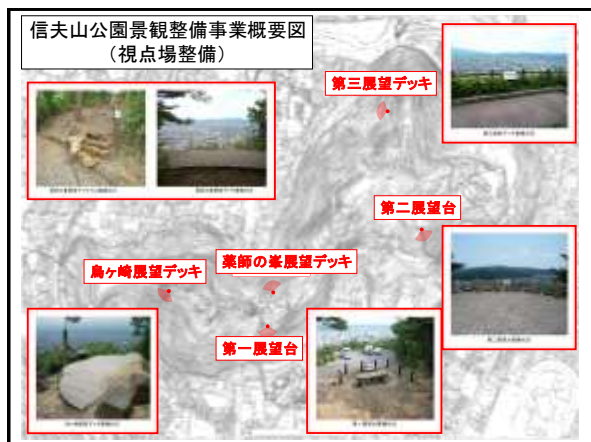 信夫山公園景観整備事業概要図
（視点場整備）
第三展望デッキ
第二展望台
薬師の峯展望デッキ
烏ヶ崎展望デッキ
第一展望台